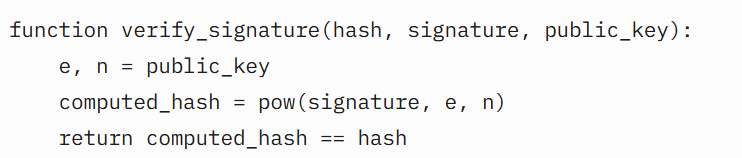 function verify_signature(hash, signature, public_key):
    e, n = public_key
    computed_hash = pow(signature, e, n)
    return computed_hash == hash